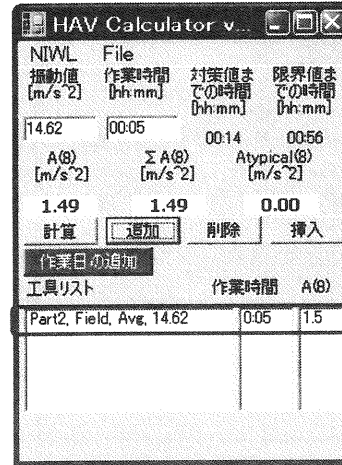 HAV Calculator v...
NIWL File
振動値 作業時間 対策値ま 限界値ま
[m/s^2] [hh:mm] での時間 での時間
[hh:mm] [hh:mm]
14.62 00:05 00:14 00:56
A(8) ΣA(8) Atypical(8)
[m/s^2] [m/s^2] [m/s^2]
1.49 1.49 0.00
計算 追加 削除 挿入
作業日の追加
工具リスト 作業時間 A(8)
Part2, Field, Avg, 14.62 0:05 1.5